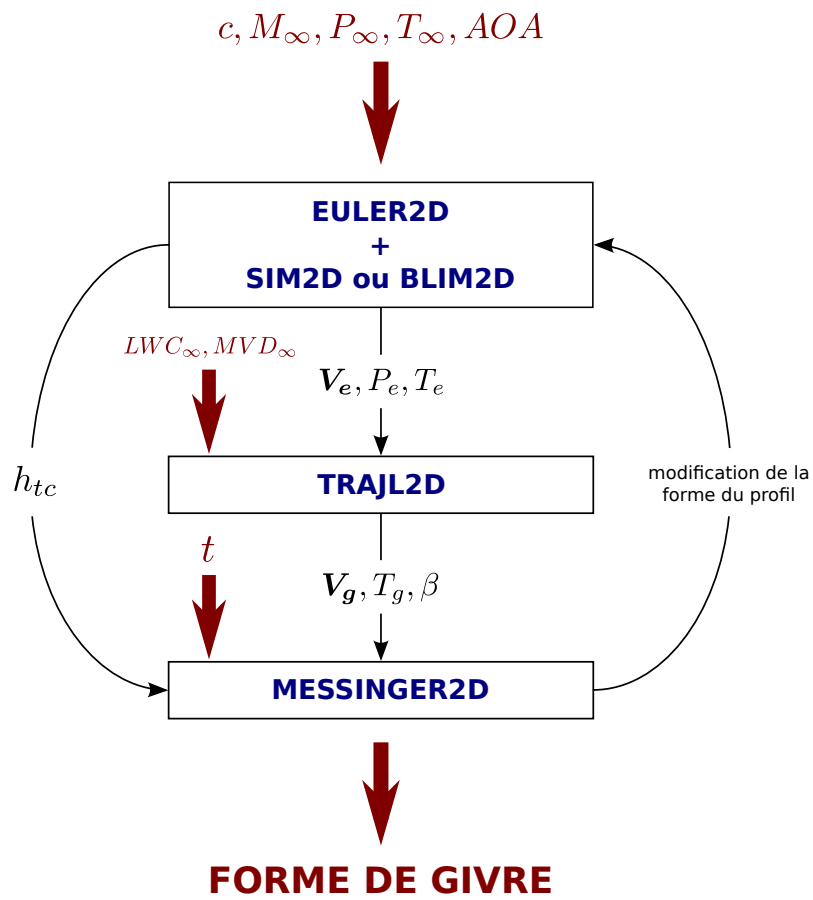 c, M∞, P∞, T∞, AOA
EULER2D
+
SIM2D ou BLIM2D
LWC∞, MVD∞
Ve, Pe, Te
htc
TRAJL2D
modification de la
forme du profil
t
Vg, Tg, β
MESSINGER2D
FORME DE GIVRE